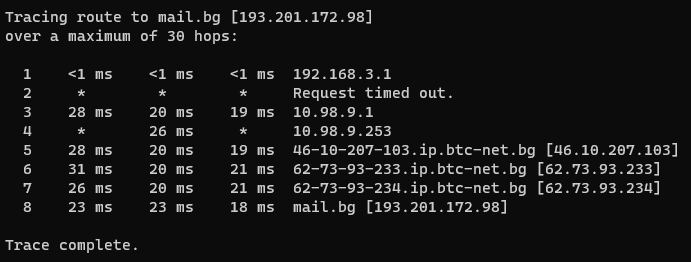 Tracing route to mail.bg [193.201.172.98]
over a maximum of 30 hops:
1 <1 ms <1 ms <1 ms 192.168.3.1
2 * * * Request timed out.
3 28 ms 20 ms 19 ms 10.98.9.1
4 * 26 ms * 10.98.9.253
5 28 ms 20 ms 19 ms 46-10-207-103.ip.btc-net.bg [46.10.207.103]
6 31 ms 20 ms 21 ms 62-73-93-233.ip.btc-net.bg [62.73.93.233]
7 26 ms 20 ms 21 ms 62-73-93-234.ip.btc-net.bg [62.73.93.234]
8 23 ms 23 ms 18 ms mail.bg [193.201.172.98]
Trace complete.